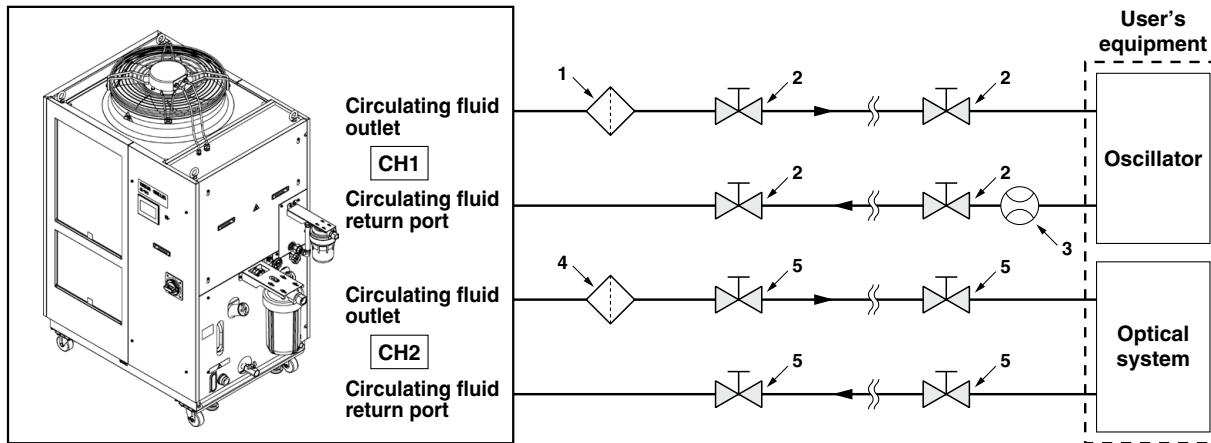 User's
equipment
1
2
2
Circulating fluid
outlet
CH1
Oscillator
2
2
Circulating fluid
return port
3
4
5
5
Circulating fluid
outlet
CH2
Optical
system
5
5
Circulating fluid
return port